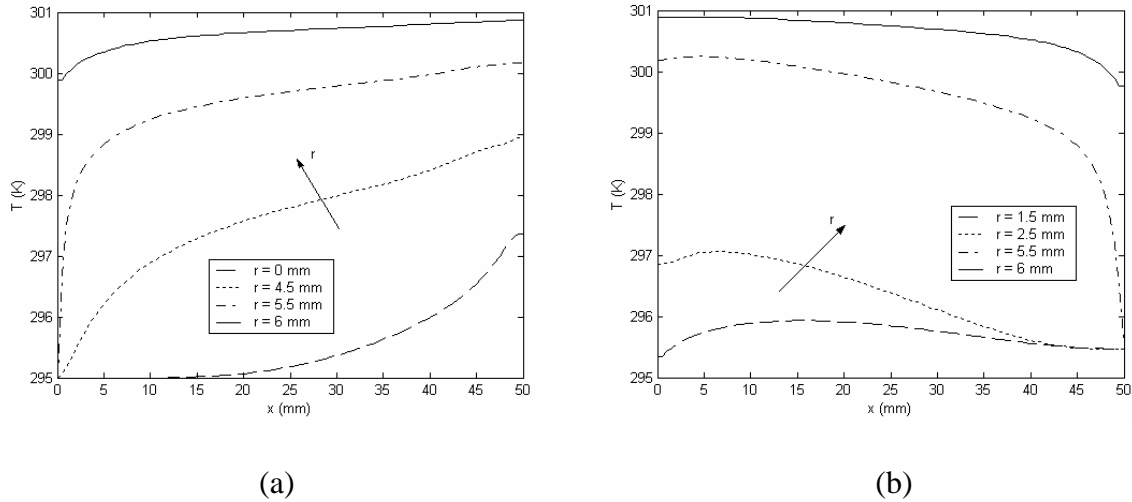 301
300
299
298
297
296
295
T (K)
0 5 10 15 20 25 30 35 40 45 50
x (mm)
r
r = 0 mm
r = 4.5 mm
r = 5.5 mm
r = 6 mm
(a)
301
300
299
298
297
296
295
T (K)
0 5 10 15 20 25 30 35 40 45 50
x (mm)
r
r = 1.5 mm
r = 2.5 mm
r = 5.5 mm
r = 6 mm
(b)